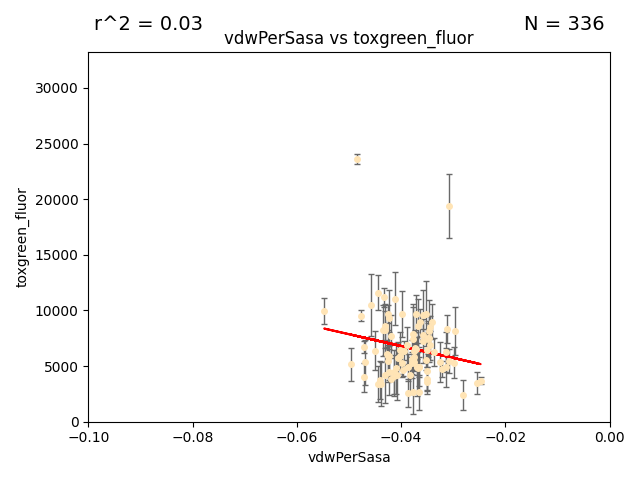 r^2 = 0.03
N = 336
vdwPerSasa vs toxgreen_fluor
toxgreen_fluor
30000
25000
20000
15000
10000
5000
0
−0.10
−0.08
−0.06
−0.04
−0.02
0.00
vdwPerSasa